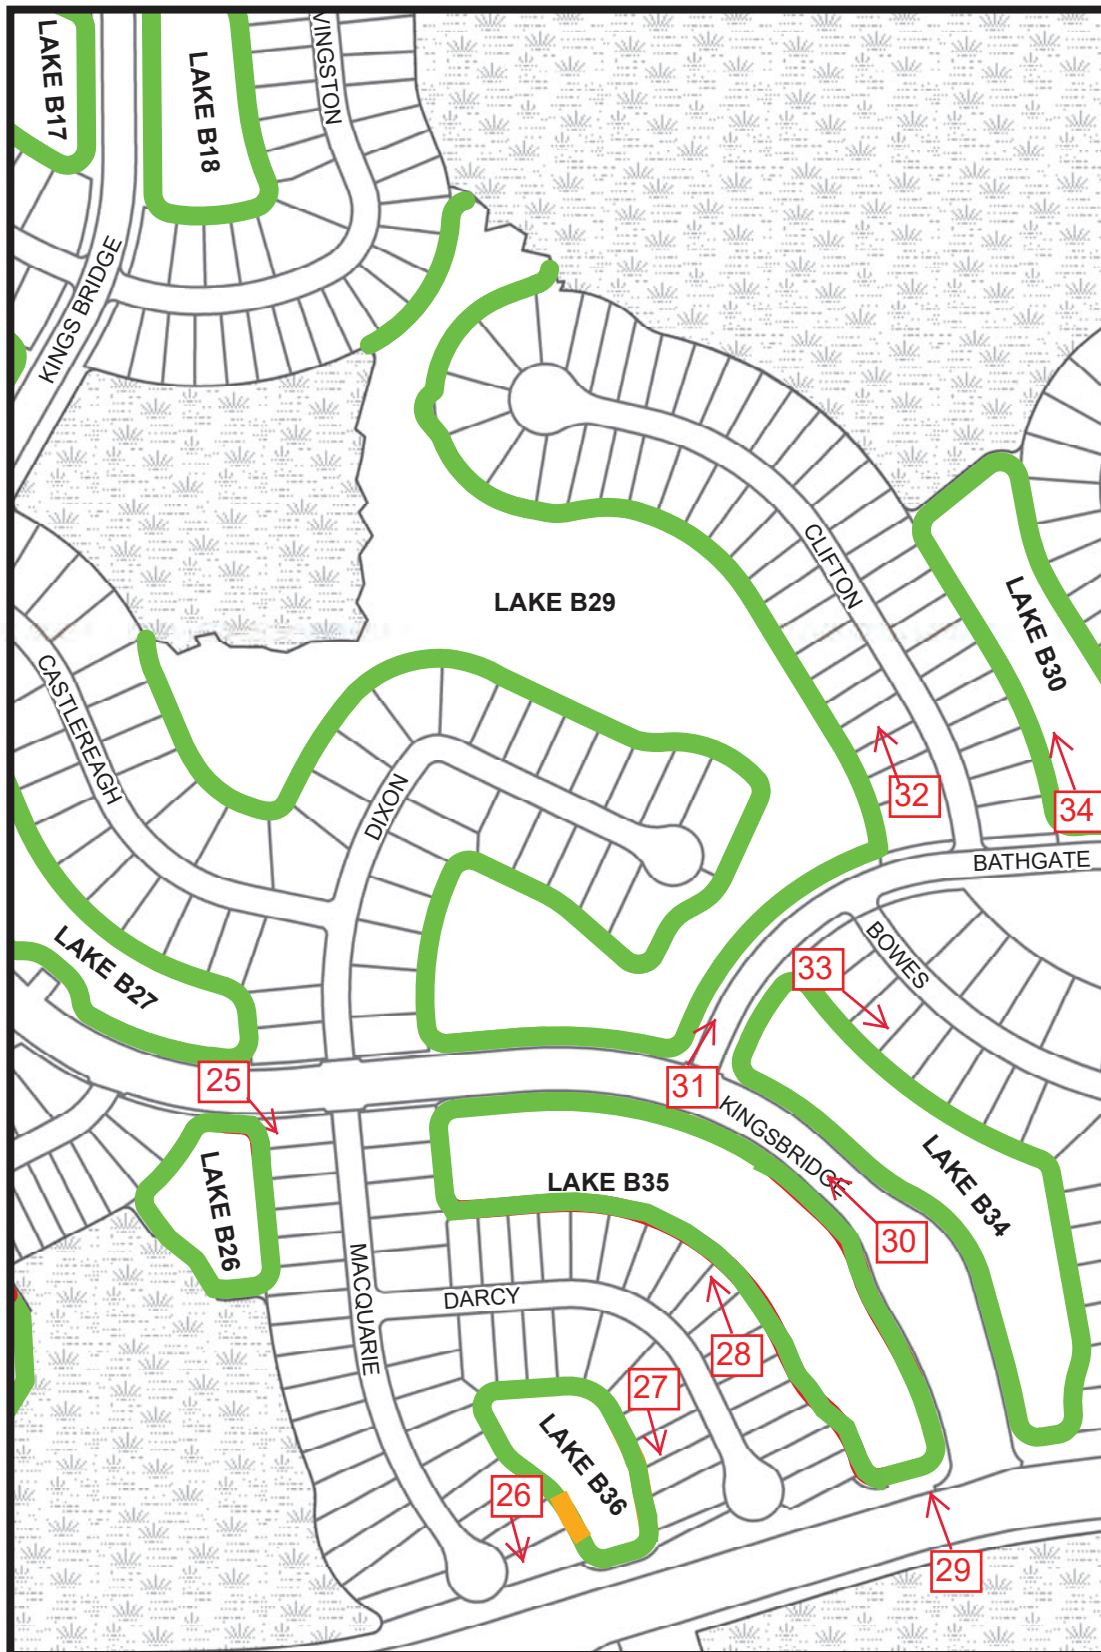 LAKE B17
LAKE B18
VINGSTON
KINGS BRIDGE
CLIFTON
LAKE B29
LAKE B30
CASTLEREAGH
DIXON
32
34
BATHGATE
BOWES
33
LAKE B27
25
31
KINGSBRIDGE
LAKE B35
LAKE B34
LAKE B26
30
MACQUARIE
DARCY
28
27
LAKE B36
26
29